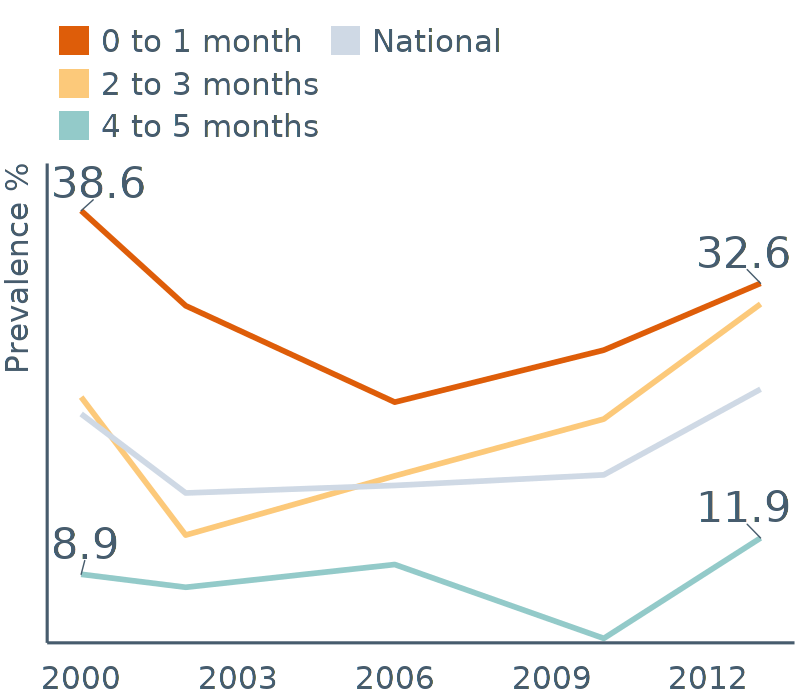 0 to 1 month
National
2 to 3 months
4 to 5 months
Prevalence %
38.6
32.6
8.9
11.9
2000 2003 2006 2009 2012